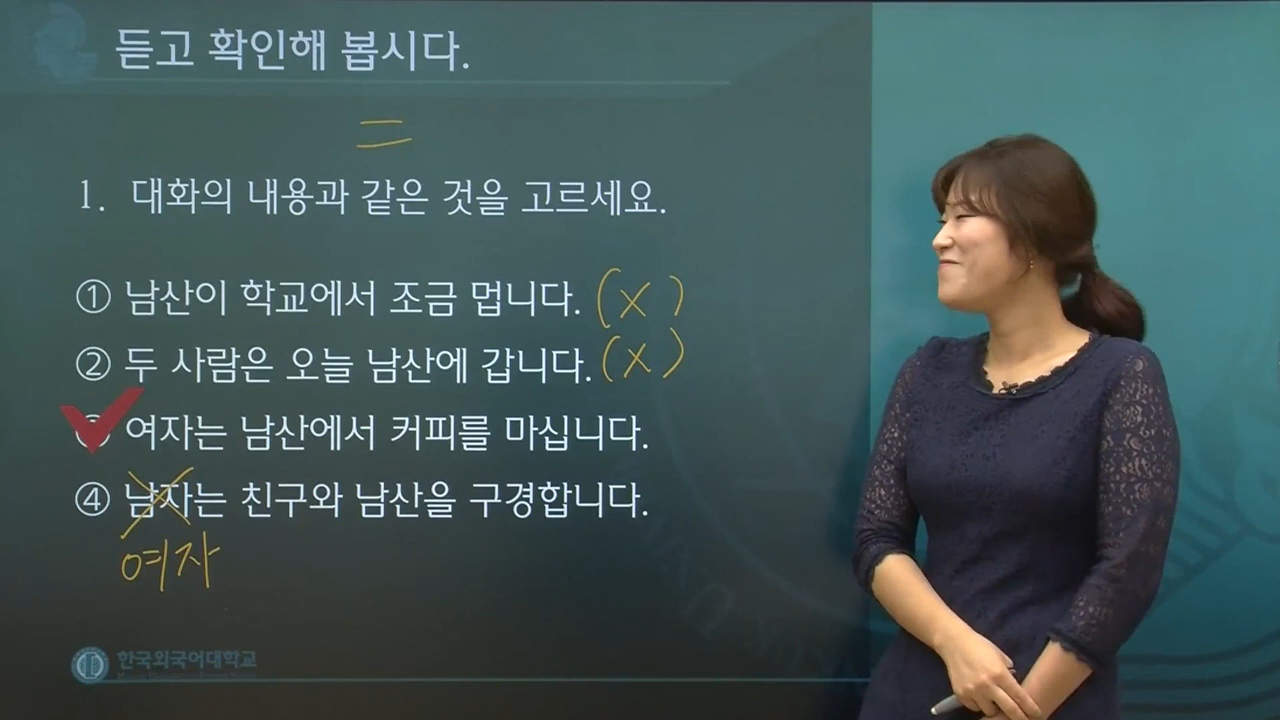 듣고 확인해 봅시다.
=
1. 대화의 내용과 같은 것을 고르세요.
① 남산이 학교에서 조금 멉니다. (X)
② 두 사람은 오늘 남산에 갑니다. (X)
여자는 남산에서 커피를 마십니다.
④ 남자는 친구와 남산을 구경합니다.
여자
한국외국어대학교